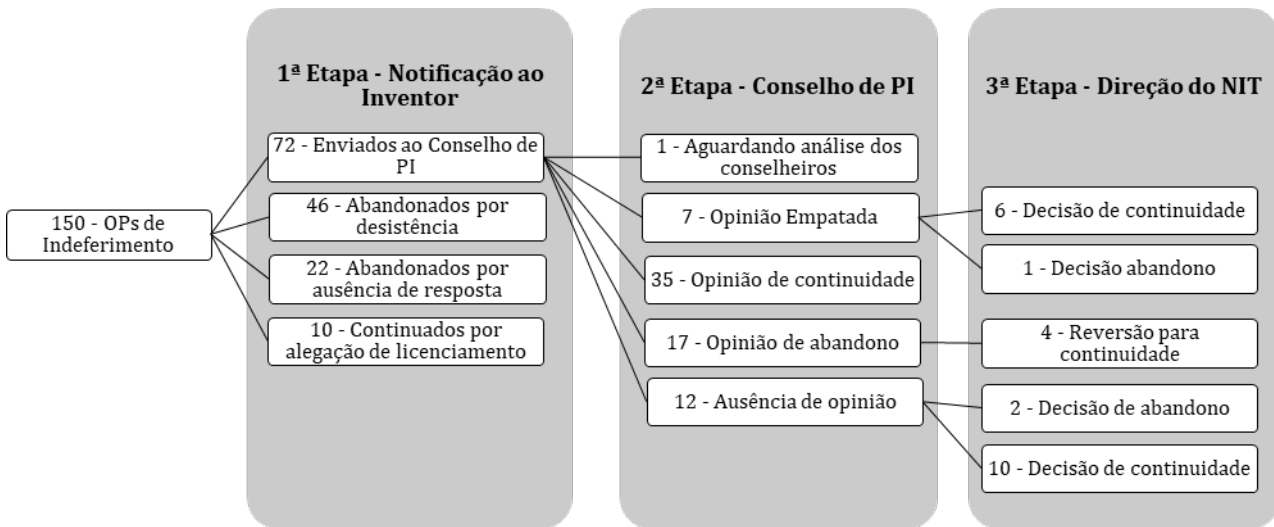 150 - OPs de
Indeferimento
1ª Etapa - Notificação ao
Inventor
72 - Enviados ao Conselho de
PI
46 - Abandonados por
desistência
22 - Abandonados por
ausência de resposta
10 - Continuados por
alegação de licenciamento
2ª Etapa - Conselho de PI
1 - Aguardando análise dos
conselheiros
7 - Opinião Empatada
35 - Opinião de continuidade
17 - Opinião de abandono
12 - Ausência de opinião
3ª Etapa - Direção do NIT
6 - Decisão de continuidade
1 - Decisão abandono
4 - Reversão para
continuidade
2 - Decisão de abandono
10 - Decisão de continuidade